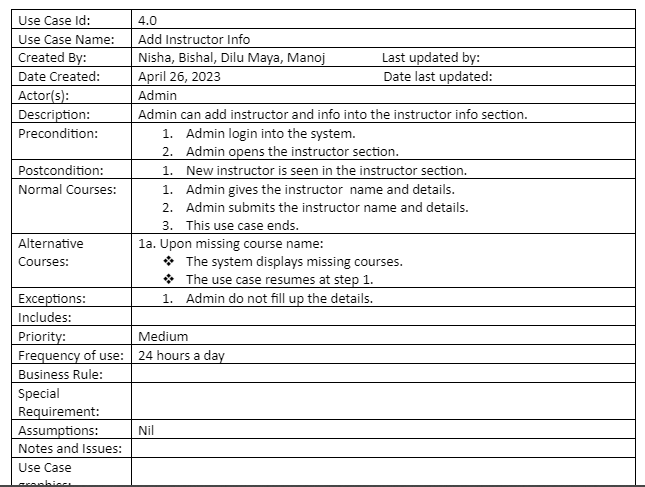 Use Case Id: 4.0
Use Case Name: Add Instructor Info
Created By: Nisha, Bishal, Dilu Maya, Manoj Last updated by:
Date Created: April 26, 2023 Date last updated:
Actor(s): Admin
Description: Admin can add instructor and info into the instructor info section.
Precondition: 1. Admin login into the system.
2. Admin opens the instructor section.
Postcondition: 1. New instructor is seen in the instructor section.
Normal Courses: 1. Admin gives the instructor name and details.
2. Admin submits the instructor name and details.
3. This use case ends.
Alternative 1a. Upon missing course name:
Courses: ❖ The system displays missing courses.
❖ The use case resumes at step 1.
Exceptions: 1. Admin do not fill up the details.
Includes:
Priority: Medium
Frequency of use: 24 hours a day
Business Rule:
Special
Requirement:
Assumptions: Nil
Notes and Issues:
Use Case
graphics: